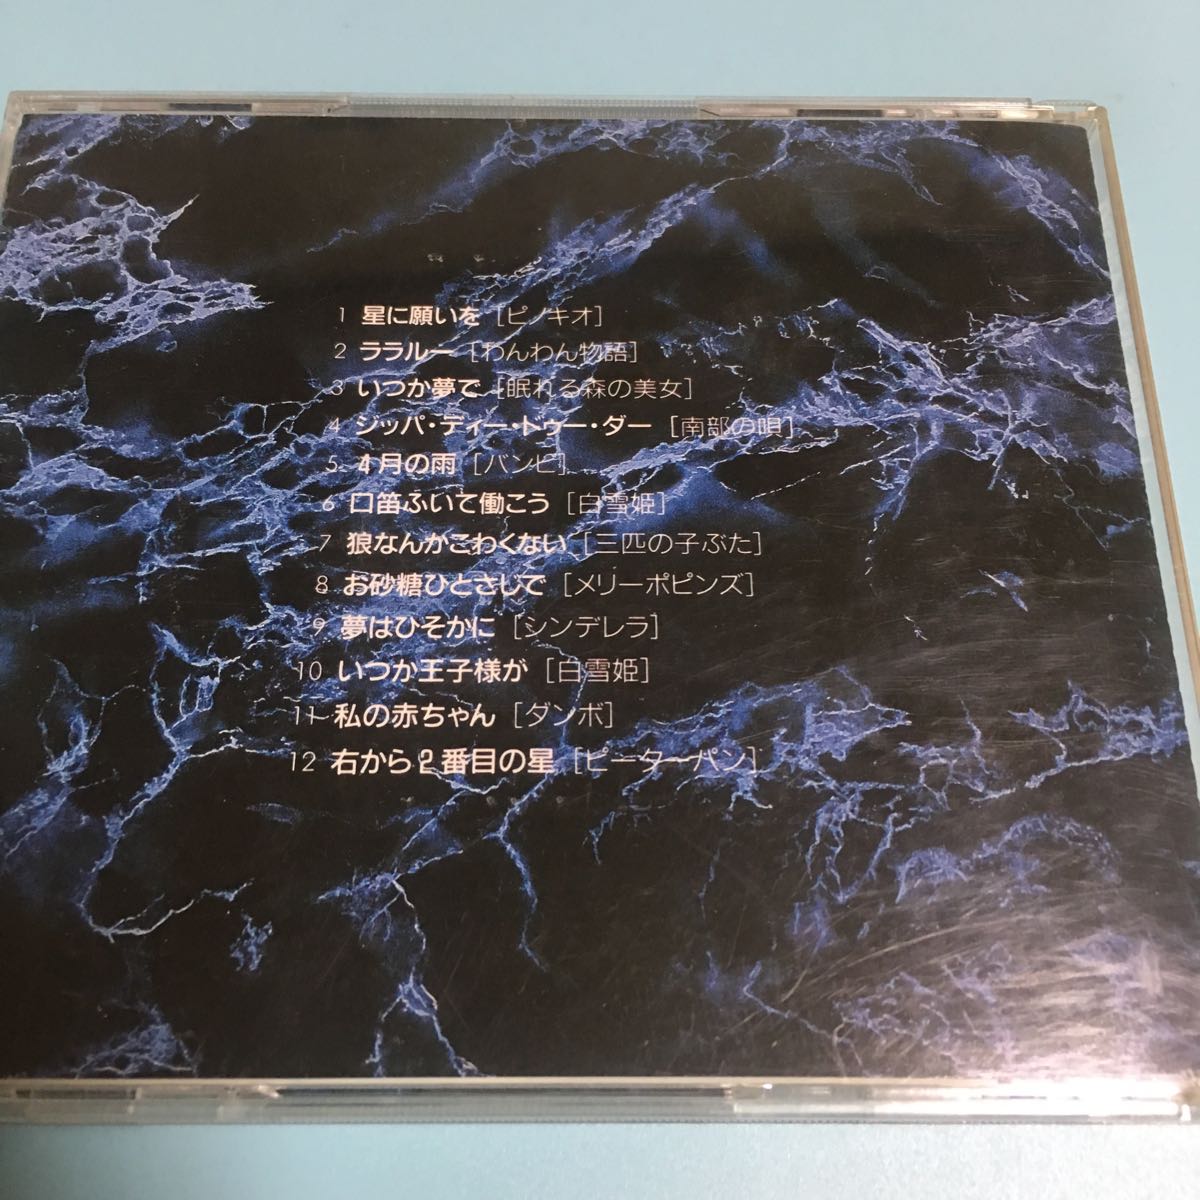 1 星に願いを [ピノキオ]
2 ララルー [わんわん物語]
3 いつか夢で [眠れる森の美女]
4 ジッパ・ディー・ドゥー・ダー [南部の唄]
5 4月の雨 [バンビ]
6 口笛ふいて働こう [白雪姫]
7 狼なんかこわくない [三匹の子ぶた]
8 お砂糖ひとさじで [メリーポピンズ]
9 夢はひそかに [シンデレラ]
10 いつか王子様が [白雪姫]
11 私の赤ちゃん [ダンボ]
12 右から2番目の星 [ピーターパン]